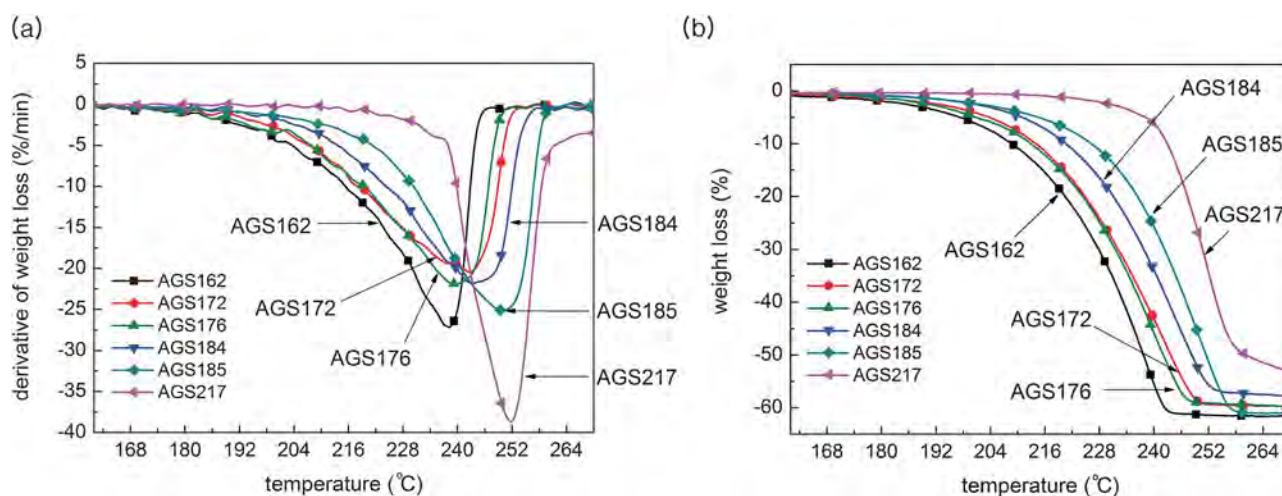 (a)
derivative of weight loss (%/min)
5
0
-5
-10
-15
-20
-25
-30
-35
-40
168
180
192
204
216
228
240
252
264
temperature (℃)
AGS162
AGS172
AGS176
AGS184
AGS185
AGS217
AGS162
AGS172
AGS176
AGS184
AGS185
AGS217
(b)
weight loss (%)
0
-10
-20
-30
-40
-50
-60
168
180
192
204
216
228
240
252
264
temperature (℃)
AGS162
AGS172
AGS176
AGS184
AGS185
AGS217
AGS184
AGS185
AGS217
AGS162
AGS172
AGS176